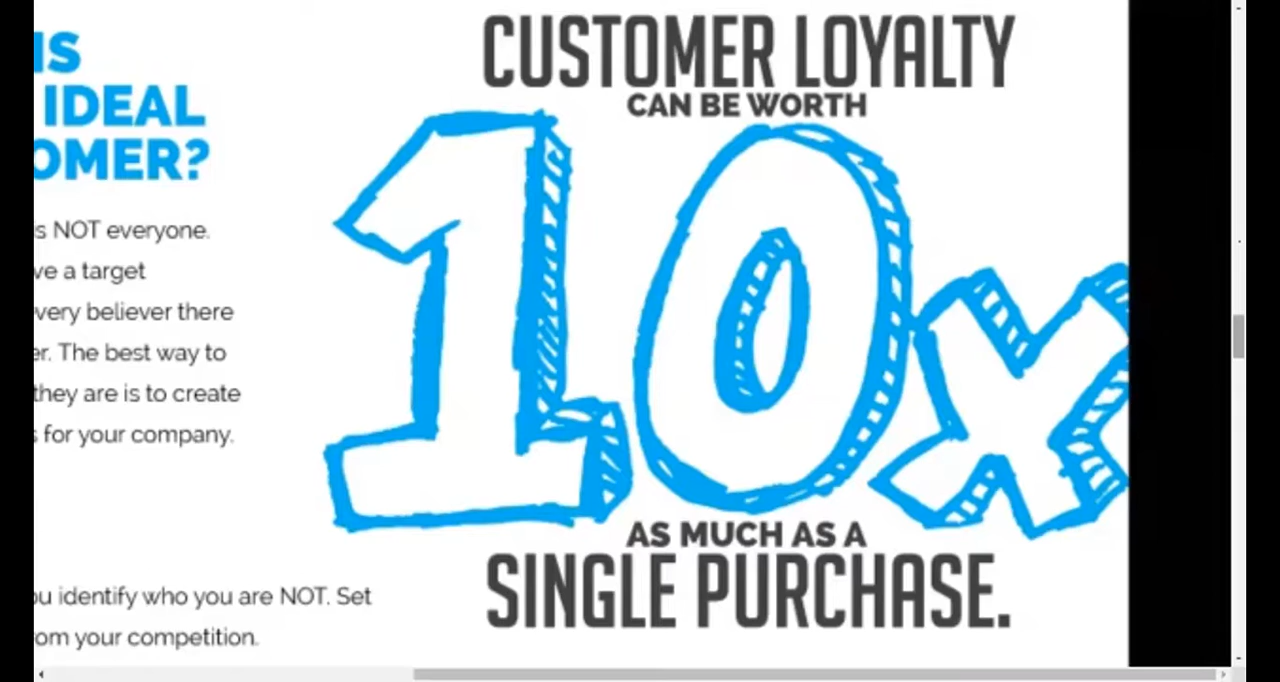 IS
IDEAL
OMER?
s NOT everyone.
ve a target
very believer there
er. The best way to
they are is to create
s for your company.
ou identify who you are NOT. Set
om your competition.
CUSTOMER LOYALTY
CAN BE WORTH
10x
AS MUCH AS A
SINGLE PURCHASE.